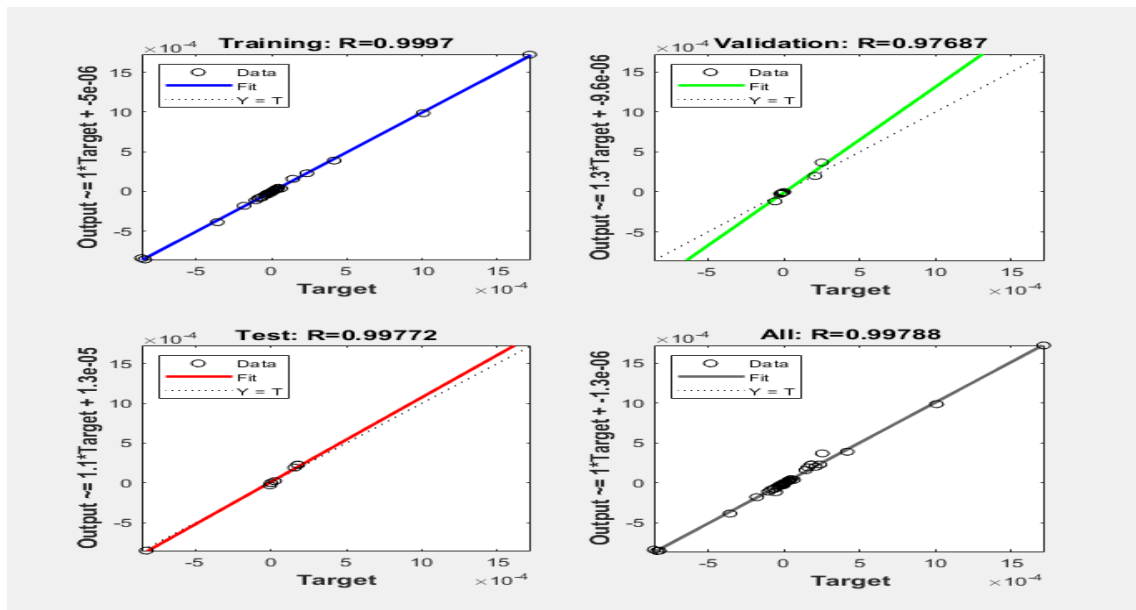 Training: R=0.9997
×10⁻⁴
Output ~= 1*Target + -5e-06
15
10
5
0
-5
Data
Fit
Y = T
-5 0 5 10 15
Target
×10⁻⁴
Validation: R=0.97687
×10⁻⁴
Output ~= 1.3*Target + -9.6e-06
15
10
5
0
-5
Data
Fit
Y = T
-5 0 5 10 15
Target
×10⁻⁴
Test: R=0.99772
×10⁻⁴
Output ~= 1.1*Target + 1.3e-05
15
10
5
0
-5
Data
Fit
Y = T
-5 0 5 10 15
Target
×10⁻⁴
All: R=0.99788
×10⁻⁴
Output ~= 1*Target + -1.3e-06
15
10
5
0
-5
Data
Fit
Y = T
-5 0 5 10 15
Target
×10⁻⁴